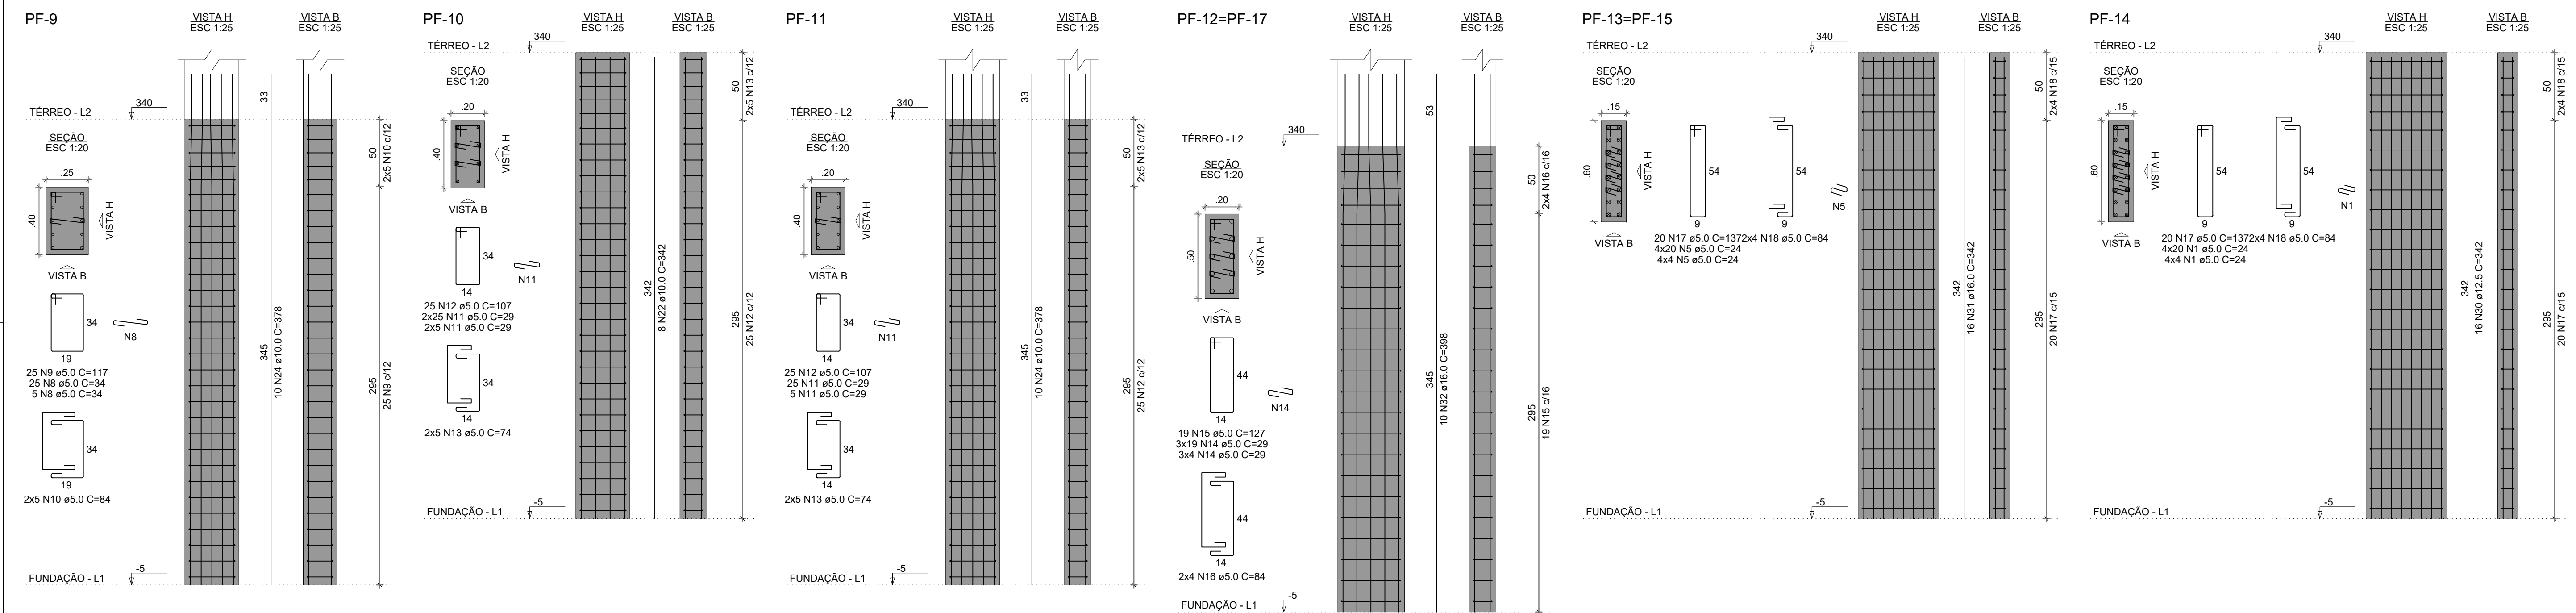 PF-9
VISTA H
ESC 1:25
VISTA B
ESC 1:25
TÉRREO - L2
340
SEÇÃO
ESC 1:20
.25
.40
VISTA H
VISTA B
34
19
N8
25 N9 ø5.0 C=117
25 N8 ø5.0 C=34
5 N8 ø5.0 C=34
34
19
2x5 N10 ø5.0 C=84
FUNDAÇÃO - L1
-5
33
345
10 N24 ø10.0 C=378
50
2x5 N10 c/12
295
25 N9 c/12
PF-10
VISTA H
ESC 1:25
VISTA B
ESC 1:25
TÉRREO - L2
340
SEÇÃO
ESC 1:20
.20
.40
VISTA H
VISTA B
34
14
N11
25 N12 ø5.0 C=107
2x25 N11 ø5.0 C=29
2x5 N11 ø5.0 C=29
34
14
2x5 N13 ø5.0 C=74
FUNDAÇÃO - L1
-5
342
8 N22 ø10.0 C=342
50
2x5 N13 c/12
295
25 N12 c/12
PF-11
VISTA H
ESC 1:25
VISTA B
ESC 1:25
TÉRREO - L2
340
SEÇÃO
ESC 1:20
.20
.40
VISTA H
VISTA B
34
14
N11
25 N12 ø5.0 C=107
25 N11 ø5.0 C=29
5 N11 ø5.0 C=29
34
14
2x5 N13 ø5.0 C=74
FUNDAÇÃO - L1
-5
33
345
10 N24 ø10.0 C=378
50
2x5 N13 c/12
295
25 N12 c/12
PF-12=PF-17
VISTA H
ESC 1:25
VISTA B
ESC 1:25
TÉRREO - L2
340
SEÇÃO
ESC 1:20
.20
.50
VISTA H
VISTA B
44
14
N14
19 N15 ø5.0 C=127
3x19 N14 ø5.0 C=29
3x4 N14 ø5.0 C=29
44
14
2x4 N16 ø5.0 C=84
FUNDAÇÃO - L1
-5
53
345
10 N32 ø16.0 C=398
50
2x4 N16 c/16
295
19 N15 c/16
PF-13=PF-15
VISTA H
ESC 1:25
VISTA B
ESC 1:25
TÉRREO - L2
340
SEÇÃO
ESC 1:20
.15
.60
VISTA H
VISTA B
54
9
54
9
N5
20 N17 ø5.0 C=137
2x4 N18 ø5.0 C=84
4x20 N5 ø5.0 C=24
4x4 N5 ø5.0 C=24
FUNDAÇÃO - L1
-5
342
16 N31 ø16.0 C=342
50
2x4 N18 c/15
295
20 N17 c/15
PF-14
VISTA H
ESC 1:25
VISTA B
ESC 1:25
TÉRREO - L2
340
SEÇÃO
ESC 1:20
.15
.60
VISTA H
VISTA B
54
9
54
9
N1
20 N17 ø5.0 C=137
2x4 N18 ø5.0 C=84
4x20 N1 ø5.0 C=24
4x4 N1 ø5.0 C=24
FUNDAÇÃO - L1
-5
342
16 N30 ø12.5 C=342
50
2x4 N18 c/15
295
20 N17 c/15